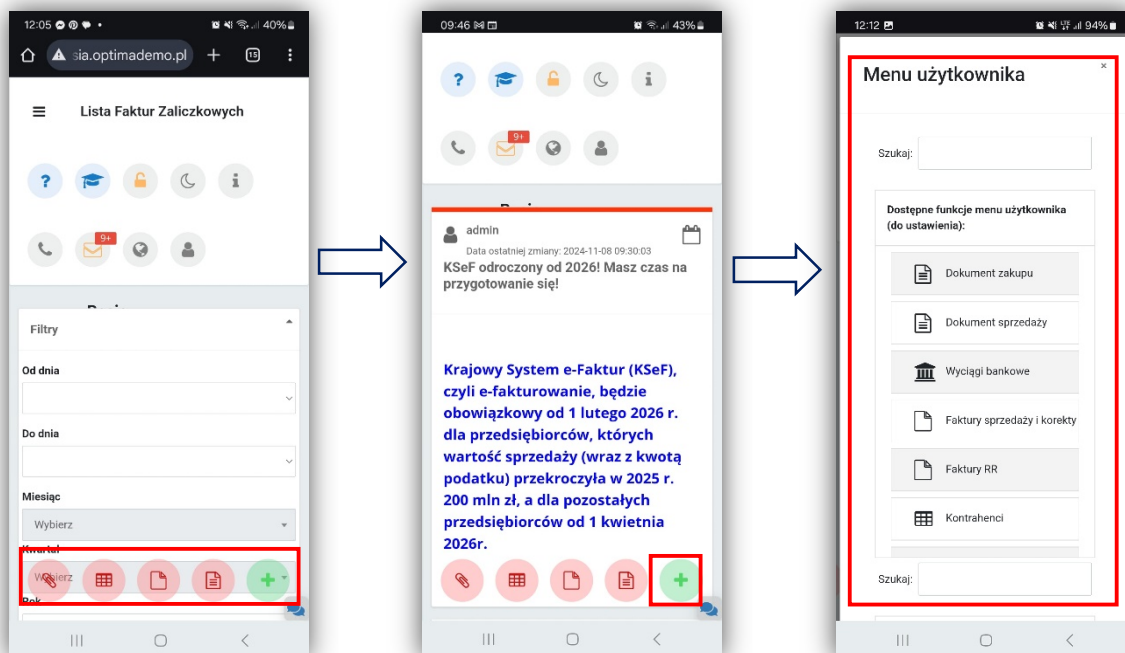 12:05
40%
sia.optimademo.pl
15
Lista Faktur Zaliczkowych
?
i
9+
Filtry
Od dnia
Do dnia
Miesiąc
Wybierz
Kwartał
Wybierz
Rok
09:46
43%
?
i
9+
admin
Data ostatniej zmiany: 2024-11-08 09:30:03
KSeF odroczony od 2026! Masz czas na
przygotowanie się!
Krajowy System e-Faktur (KSeF),
czyli e-fakturowanie, będzie
obowiązkowy od 1 lutego 2026 r.
dla przedsiębiorców, których
wartość sprzedaży (wraz z kwotą
podatku) przekroczyła w 2025 r.
200 mln zł, a dla pozostałych
przedsiębiorców od 1 kwietnia
2026r.
12:12
LTE
94%
Menu użytkownika
×
Szukaj:
Dostępne funkcje menu użytkownika
(do ustawienia):
Dokument zakupu
Dokument sprzedaży
Wyciągi bankowe
Faktury sprzedaży i korekty
Faktury RR
Kontrahenci
Szukaj: